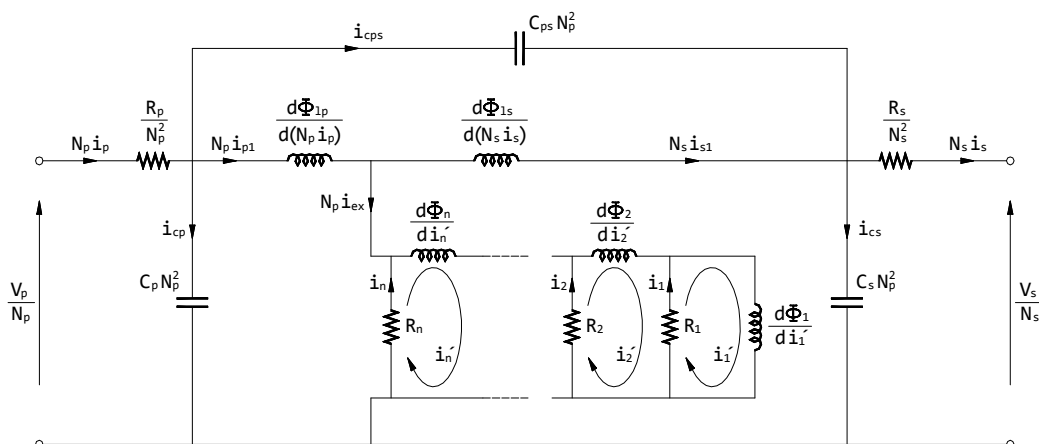 i_cps
C_ps N_p^2
N_p i_p
R_p/N_p^2
N_p i_p1
dΦ_1p/d(N_p i_p)
dΦ_1s/d(N_s i_s)
N_s i_s1
R_s/N_s^2
N_s i_s
N_p i_ex
i_cp
dΦ_n/di_n′
dΦ_2/di_2′
i_cs
C_p N_p^2
i_n
i_2
i_1
C_s N_p^2
V_p/N_p
R_n
R_2
R_1
dΦ_1/di_1′
V_s/N_s
i_n′
i_2′
i_1′